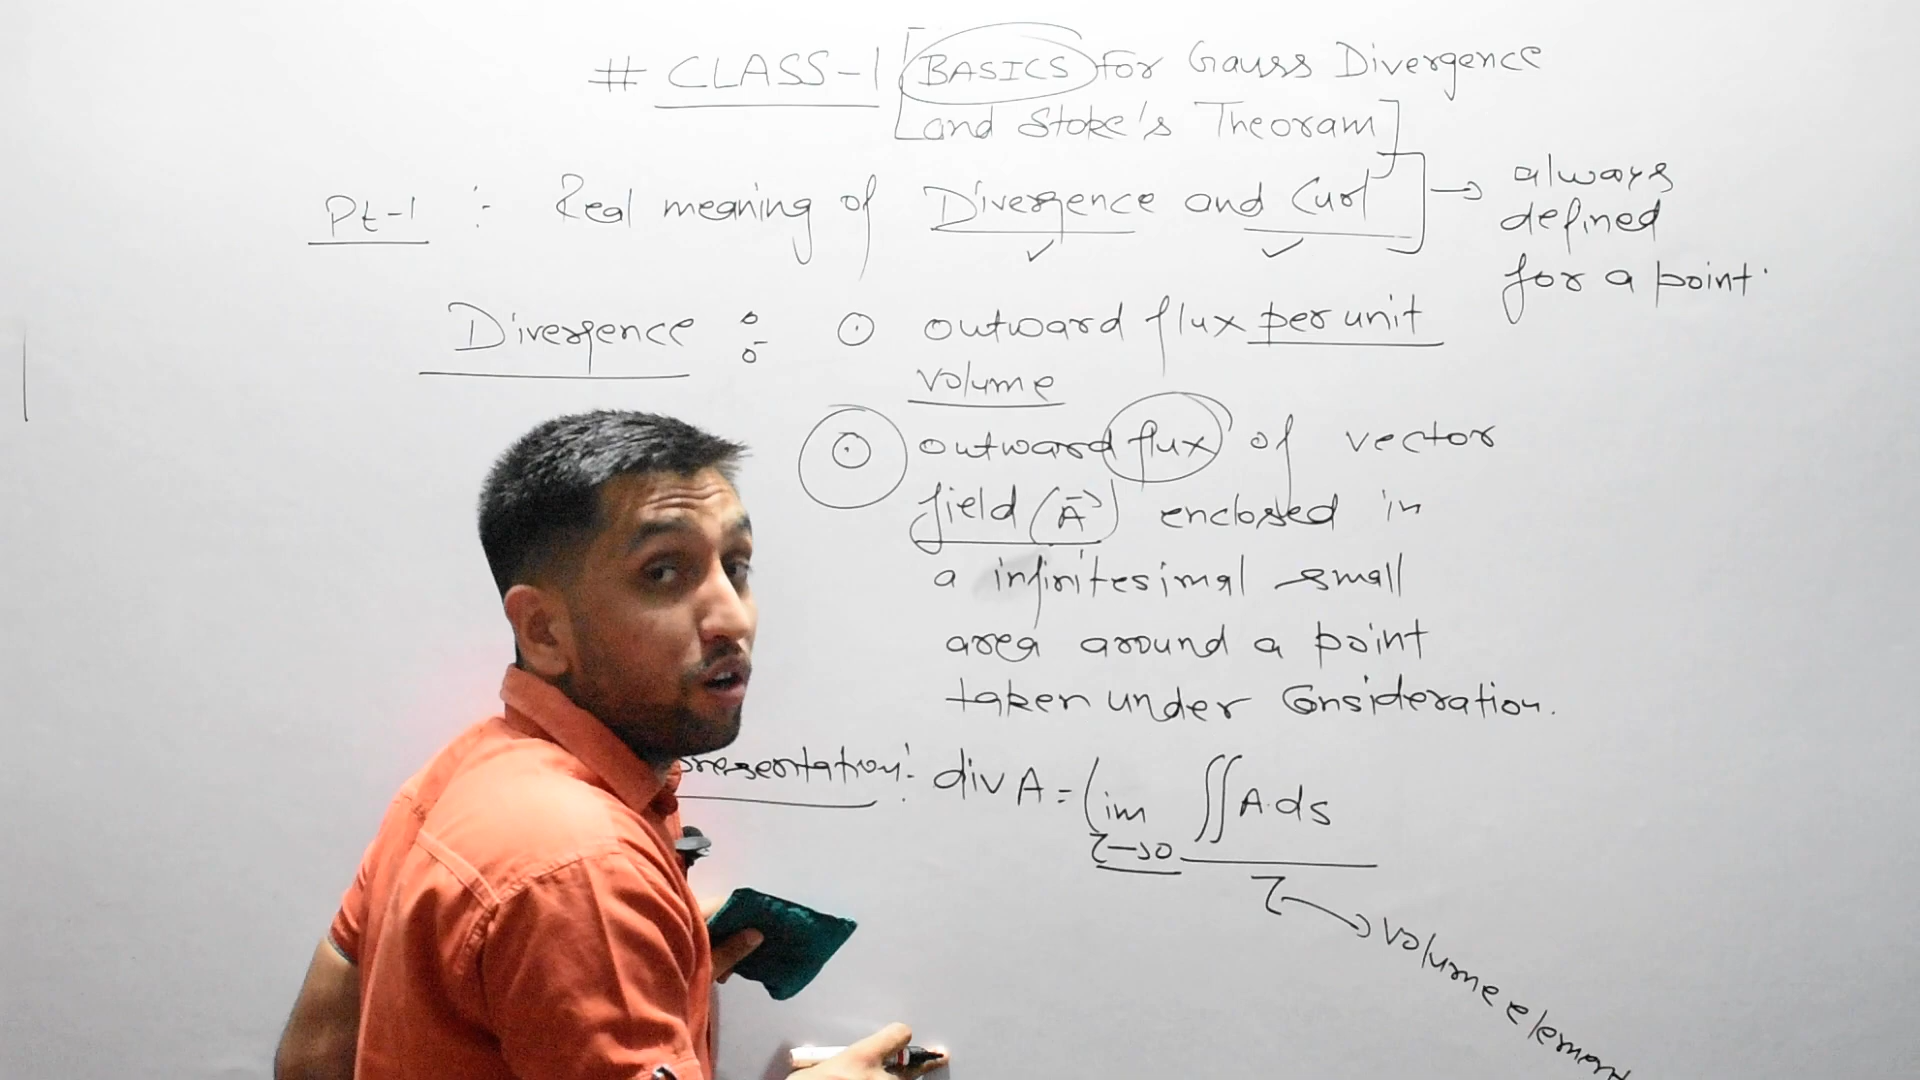 # CLASS-1 [BASICS for Gauss Divergence
and Stoke's Theoram]
Pt-1 : Real meaning of Divergence and Curl → always
defined
for a point.
Divergence : ⊙ outward flux per unit
volume
⊙ outward flux of vector
field (A⃗) enclosed in
a infinitesimal small
area around a point
taken under Consideration.
presentation: div A = lim ∬ A·ds
τ→0
τ → volume element